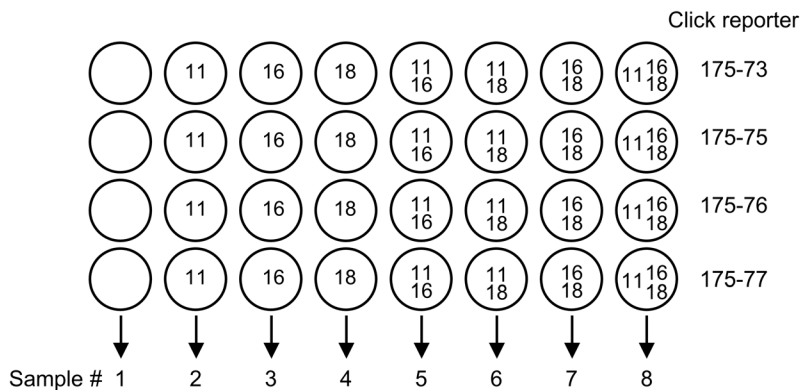 Click reporter
11 16 18 11 16 11 18 16 18 11 16 18 175-73
11 16 18 11 16 11 18 16 18 11 16 18 175-75
11 16 18 11 16 11 18 16 18 11 16 18 175-76
11 16 18 11 16 11 18 16 18 11 16 18 175-77
Sample # 1 2 3 4 5 6 7 8